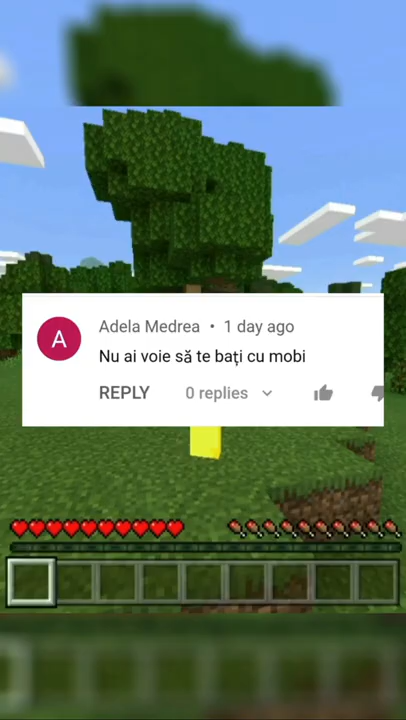 A
Adela Medrea • 1 day ago
Nu ai voie să te bați cu mobi
REPLY 0 replies